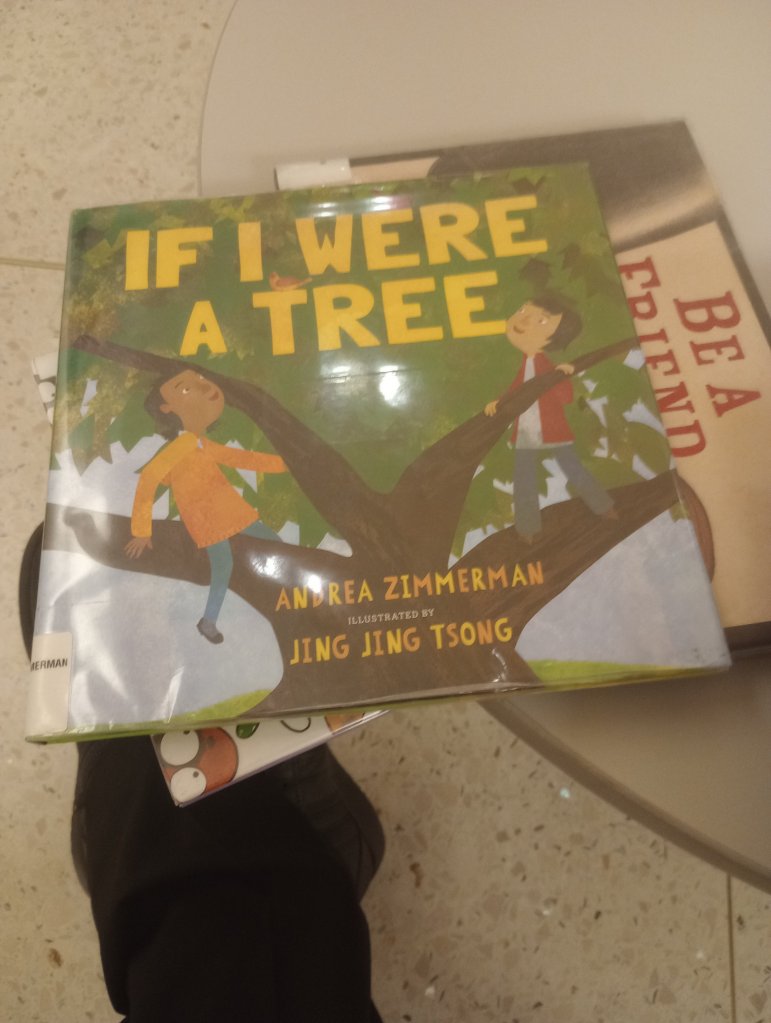 IF I WERE
A TREE
ANDREA ZIMMERMAN
ILLUSTRATED BY
JING JING TSONG
MERMAN
BE A
FRIEND